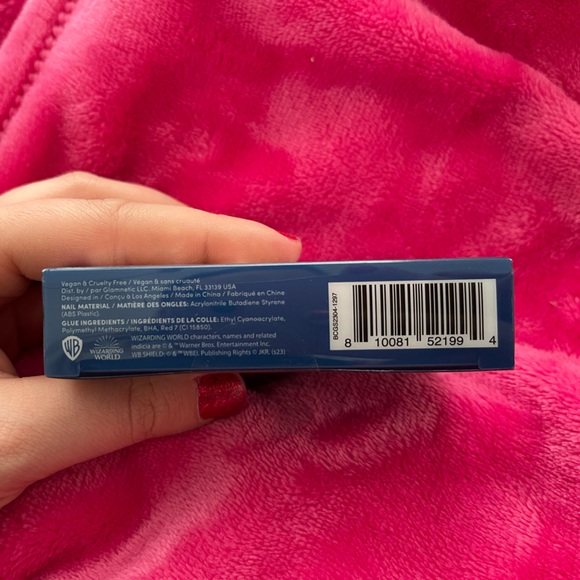 Vegan & Cruelty Free / Végan & sans cruauté
Dist. by / par Glamnetic LLC. Miami Beach, FL 33139 USA
Designed in / Conçu à Los Angeles / Made in China / Fabriqué en Chine
NAIL MATERIAL / MATIÈRE DES ONGLES: Acrylonitrile Butadiene Styrene
(ABS Plastic).
GLUE INGREDIENTS / INGRÉDIENTS DE LA COLLE: Ethyl Cyanoacrylate,
Polymethyl Methacrylate, BHA, Red 7 (CI 15850).
WB
WIZARDING
WORLD
WIZARDING WORLD characters, names and related
indicia are © & ™ Warner Bros. Entertainment Inc.
WB SHIELD: © & ™ WBEI. Publishing Rights © JKR. (s23)
BCGS2304-1297
8 10081 52199 4